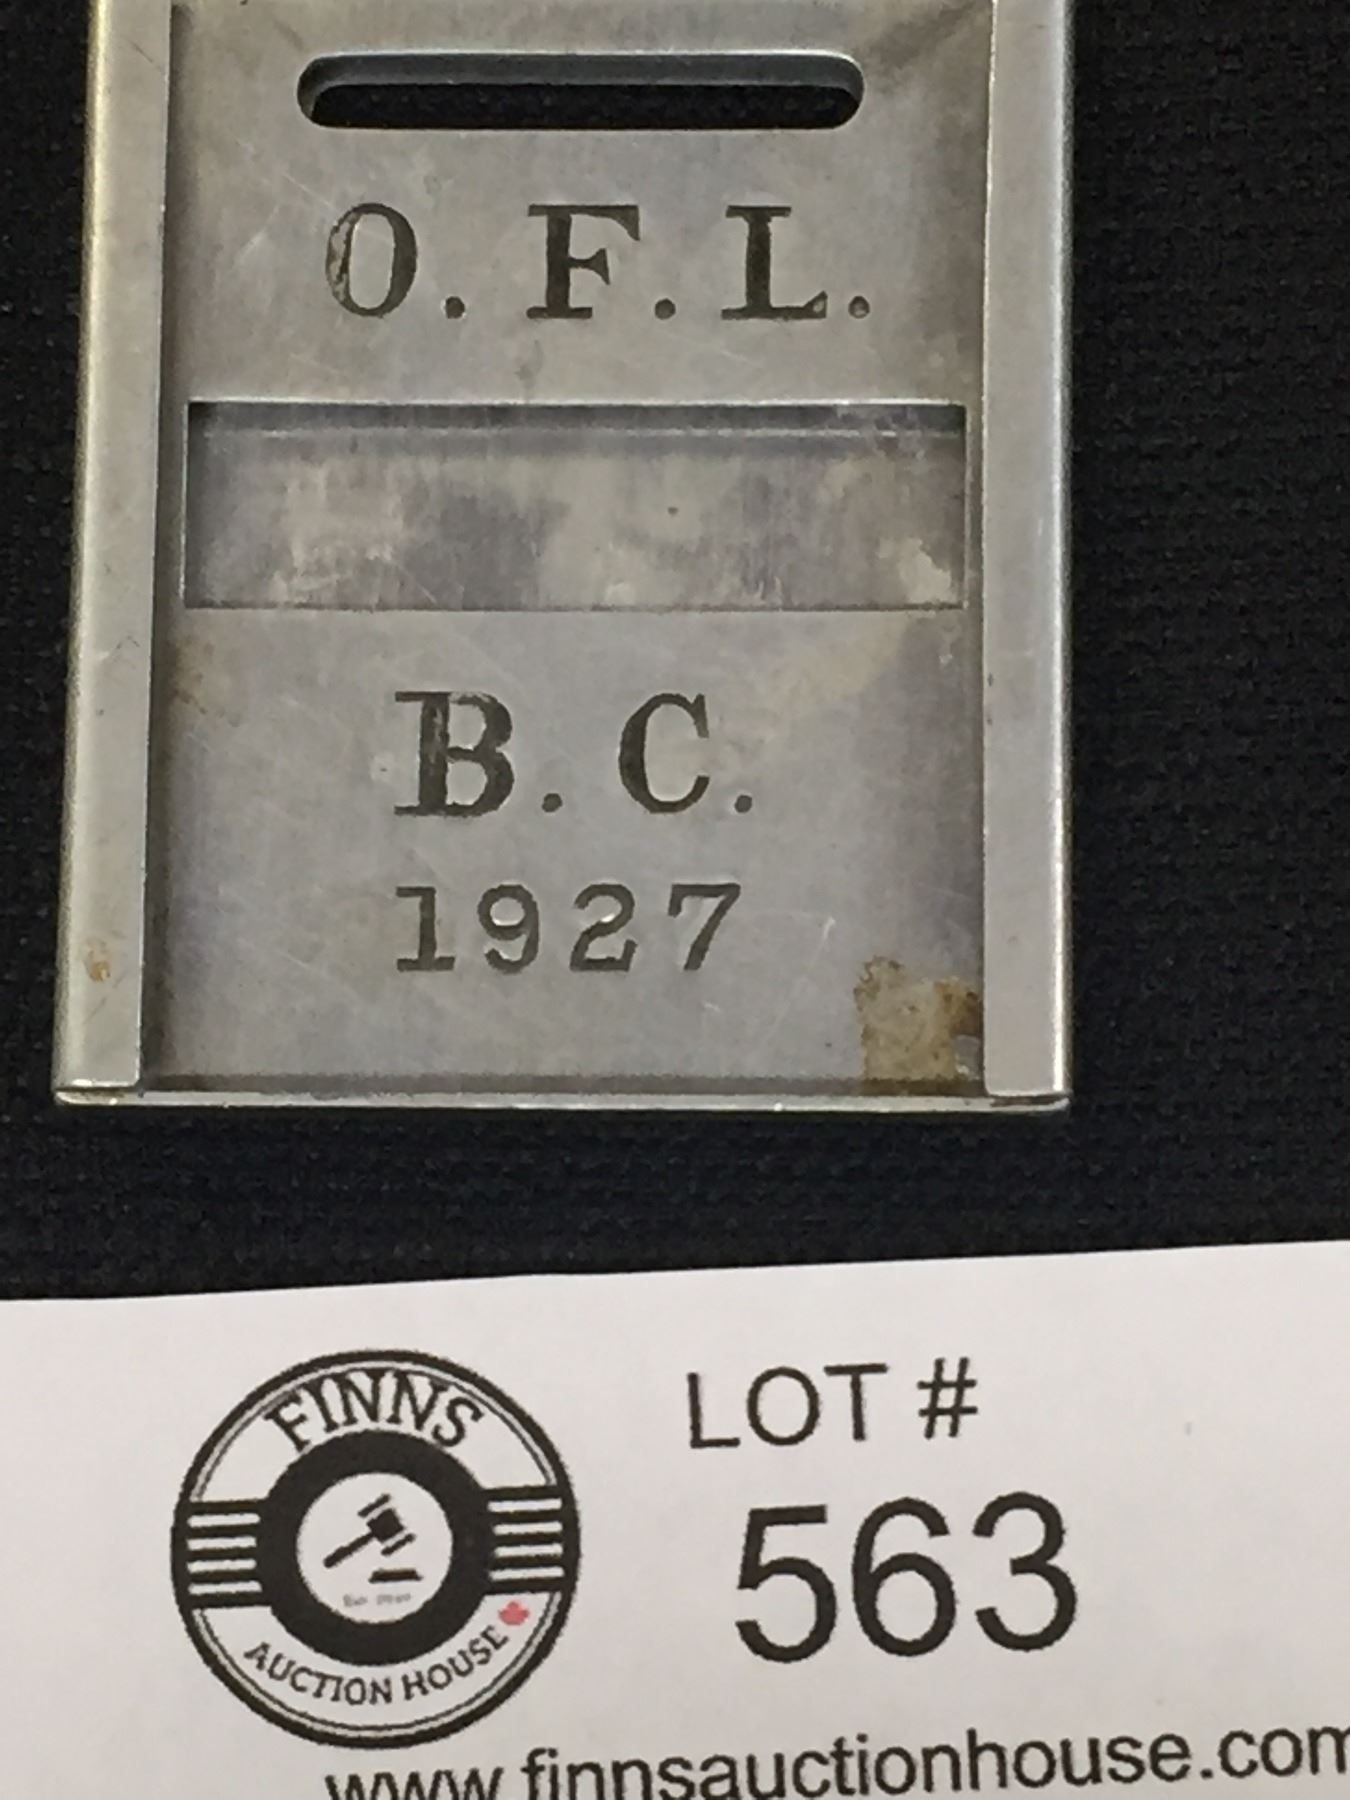 O. F. L.
B. C.
1927
FINNS
AUCTION HOUSE
LOT #
563
www.finnsauctionhouse.com